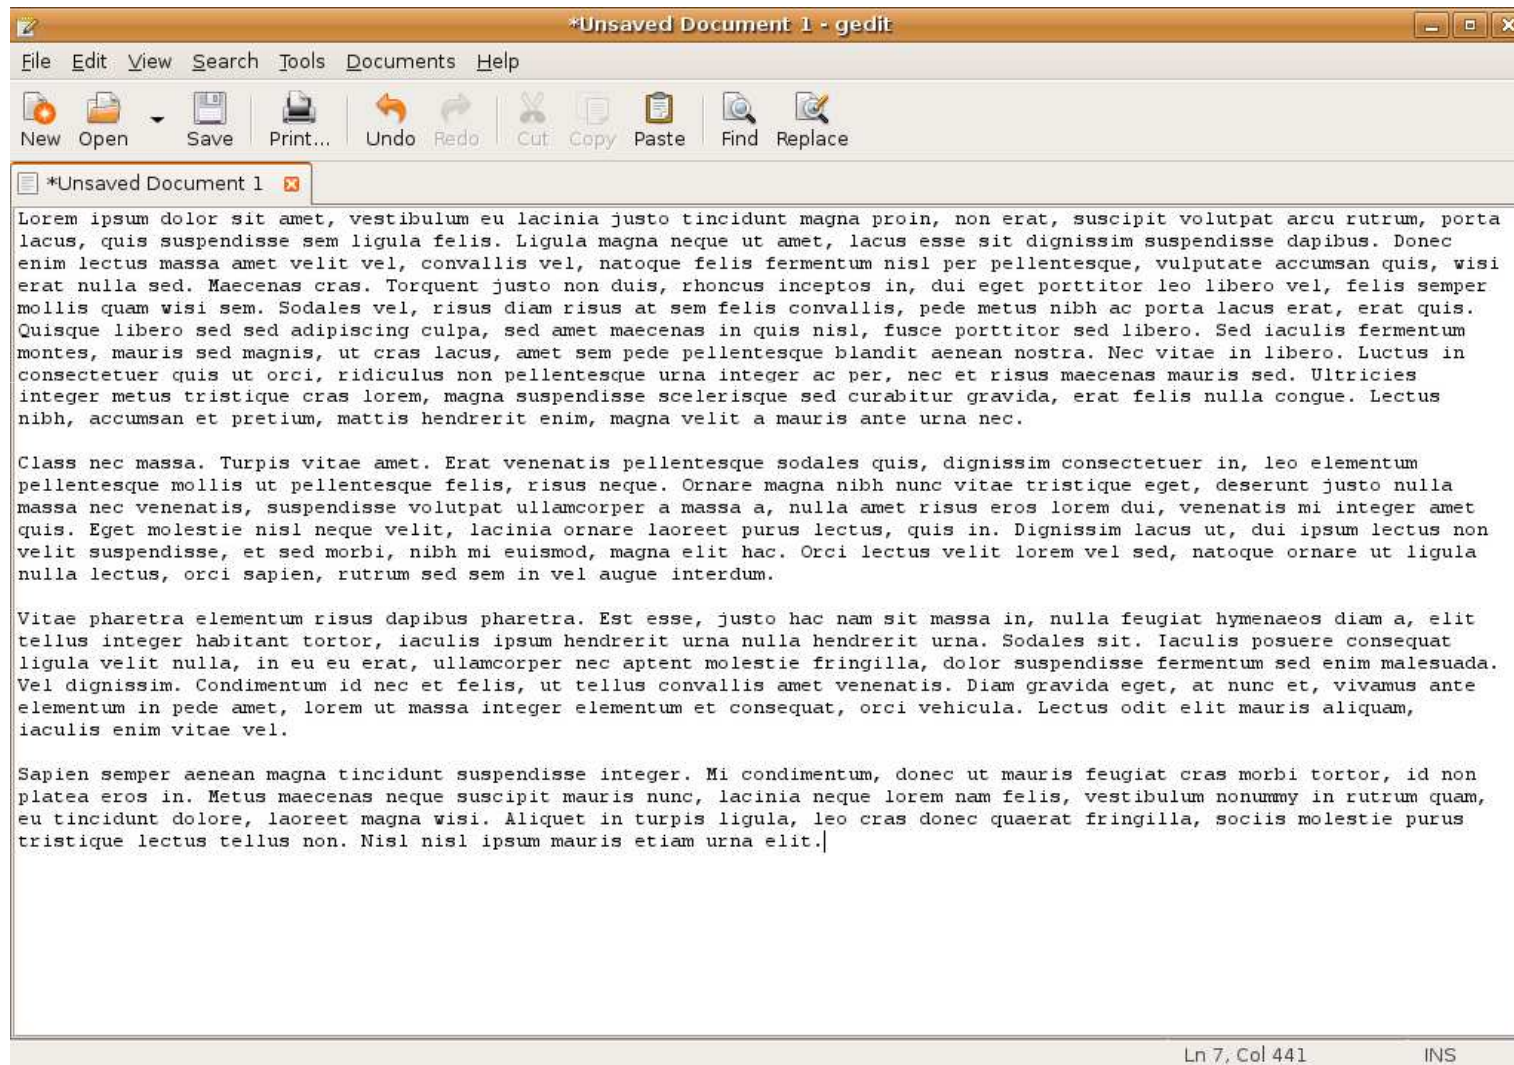 *Unsaved Document 1 - gedit
File Edit View Search Tools Documents Help
New Open Save Print... Undo Redo Cut Copy Paste Find Replace
*Unsaved Document 1
Lorem ipsum dolor sit amet, vestibulum eu lacinia justo tincidunt magna proin, non erat, suscipit volutpat arcu rutrum, porta
lacus, quis suspendisse sem ligula felis. Ligula magna neque ut amet, lacus esse sit dignissim suspendisse dapibus. Donec
enim lectus massa amet velit vel, convallis vel, natoque felis fermentum nisl per pellentesque, vulputate accumsan quis, wisi
erat nulla sed. Maecenas cras. Torquent justo non duis, rhoncus inceptos in, dui eget porttitor leo libero vel, felis semper
mollis quam wisi sem. Sodales vel, risus diam risus at sem felis convallis, pede metus nibh ac porta lacus erat, erat quis.
Quisque libero sed sed adipiscing culpa, sed amet maecenas in quis nisl, fusce porttitor sed libero. Sed iaculis fermentum
montes, mauris sed magnis, ut cras lacus, amet sem pede pellentesque blandit aenean nostra. Nec vitae in libero. Luctus in
consectetuer quis ut orci, ridiculus non pellentesque urna integer ac per, nec et risus maecenas mauris sed. Ultricies
integer metus tristique cras lorem, magna suspendisse scelerisque sed curabitur gravida, erat felis nulla congue. Lectus
nibh, accumsan et pretium, mattis hendrerit enim, magna velit a mauris ante urna nec.
Class nec massa. Turpis vitae amet. Erat venenatis pellentesque sodales quis, dignissim consectetuer in, leo elementum
pellentesque mollis ut pellentesque felis, risus neque. Ornare magna nibh nunc vitae tristique eget, deserunt justo nulla
massa nec venenatis, suspendisse volutpat ullamcorper a massa a, nulla amet risus eros lorem dui, venenatis mi integer amet
quis. Eget molestie nisl neque velit, lacinia ornare laoreet purus lectus, quis in. Dignissim lacus ut, dui ipsum lectus non
velit suspendisse, et sed morbi, nibh mi euismod, magna elit hac. Orci lectus velit lorem vel sed, natoque ornare ut ligula
nulla lectus, orci sapien, rutrum sed sem in vel augue interdum.
Vitae pharetra elementum risus dapibus pharetra. Est esse, justo hac nam sit massa in, nulla feugiat hymenaeos diam a, elit
tellus integer habitant tortor, iaculis ipsum hendrerit urna nulla hendrerit urna. Sodales sit. Iaculis posuere consequat
ligula velit nulla, in eu eu erat, ullamcorper nec aptent molestie fringilla, dolor suspendisse fermentum sed enim malesuada.
Vel dignissim. Condimentum id nec et felis, ut tellus convallis amet venenatis. Diam gravida eget, at nunc et, vivamus ante
elementum in pede amet, lorem ut massa integer elementum et consequat, orci vehicula. Lectus odit elit mauris aliquam,
iaculis enim vitae vel.
Sapien semper aenean magna tincidunt suspendisse integer. Mi condimentum, donec ut mauris feugiat cras morbi tortor, id non
platea eros in. Metus maecenas neque suscipit mauris nunc, lacinia neque lorem nam felis, vestibulum nonummy in rutrum quam,
eu tincidunt dolore, laoreet magna wisi. Aliquet in turpis ligula, leo cras donec quaerat fringilla, sociis molestie purus
tristique lectus tellus non. Nisl nisl ipsum mauris etiam urna elit.
Ln 7, Col 441 INS